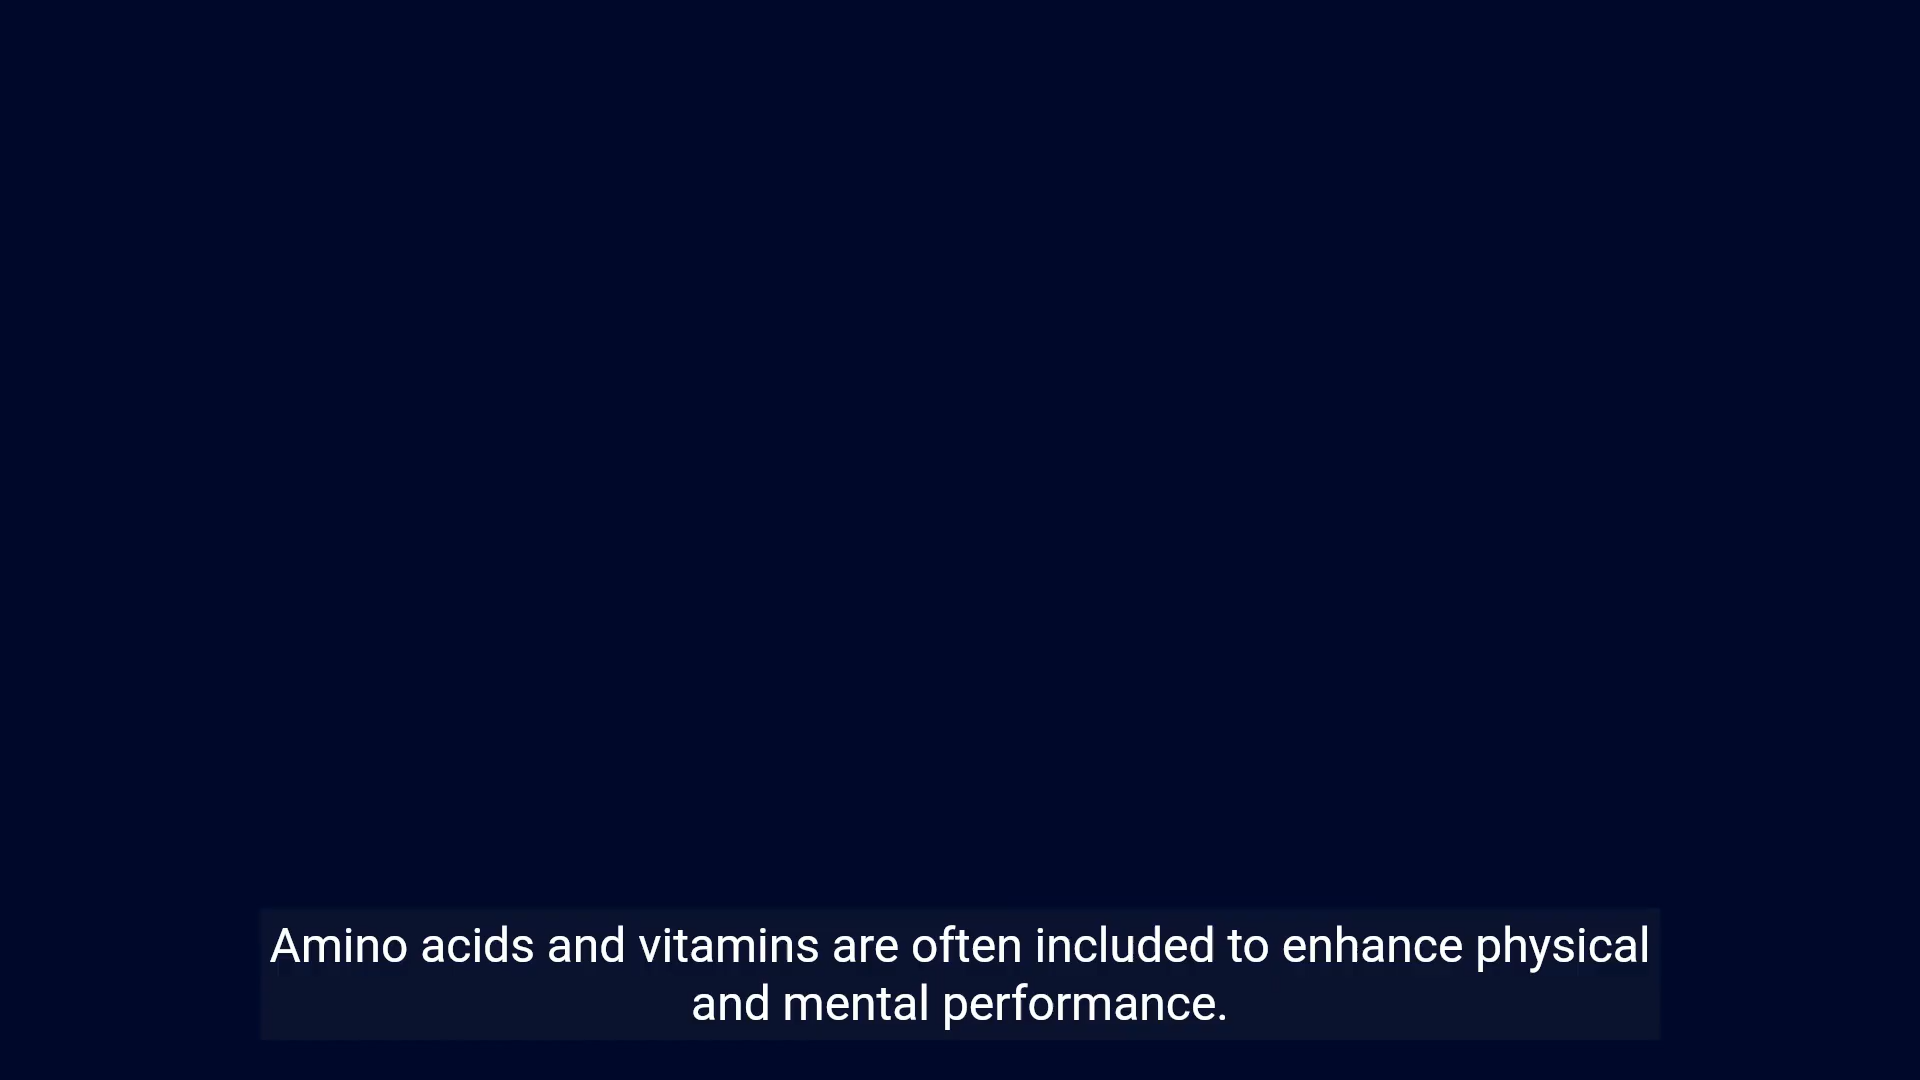 Amino acids and vitamins are often included to enhance physical
and mental performance.